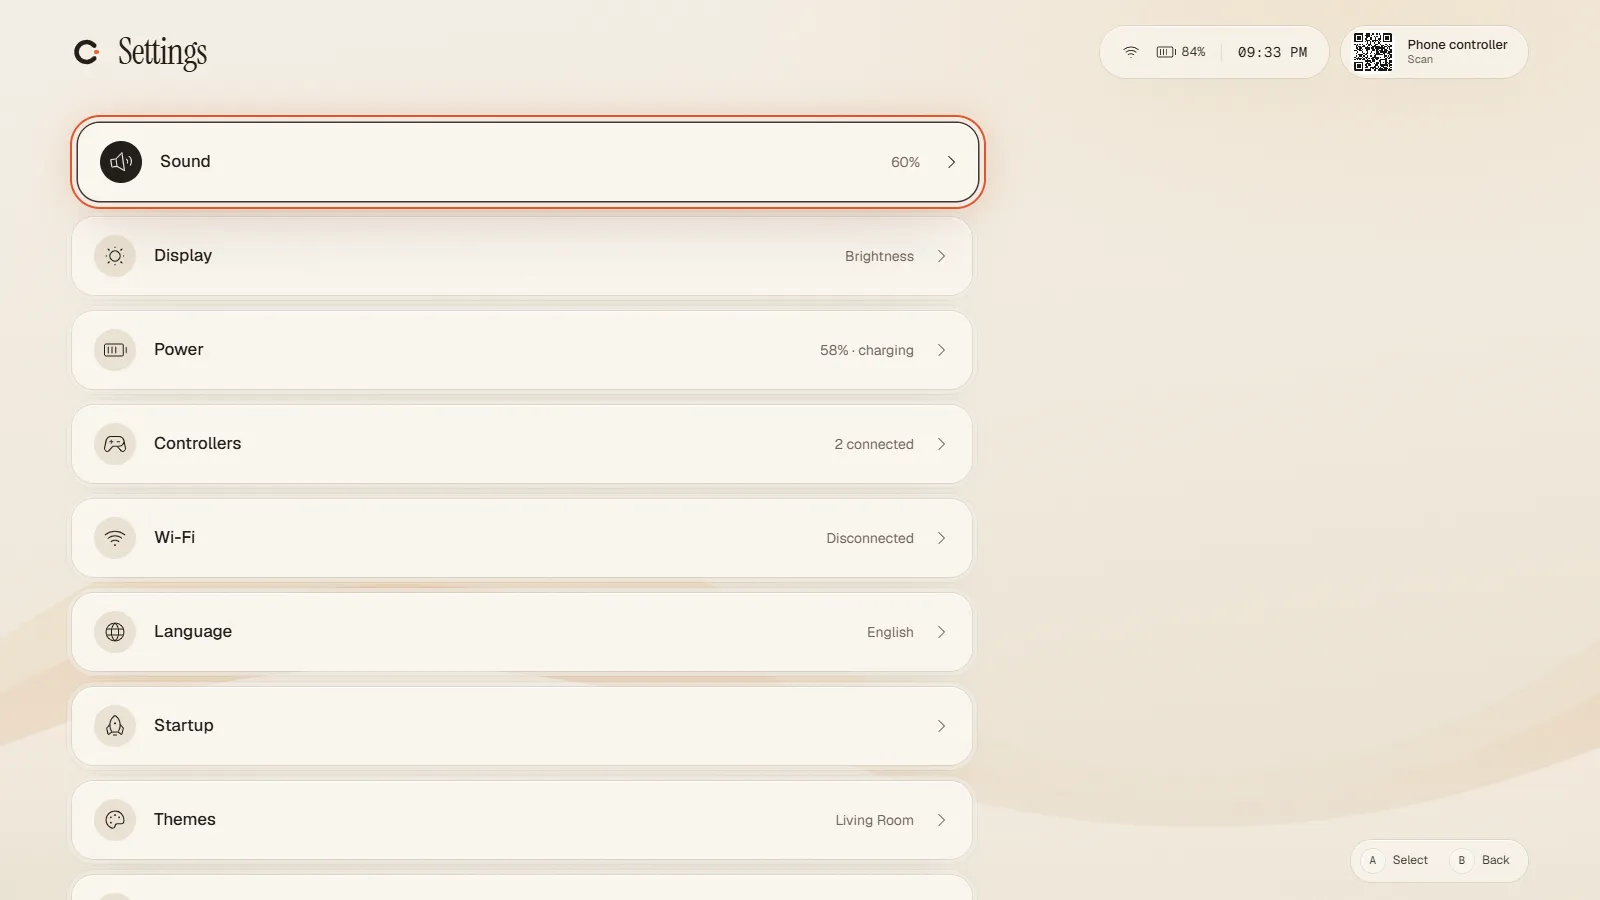 Settings
84%
09:33 PM
Phone controller
Scan
Sound
60%
Display
Brightness
Power
58% · charging
Controllers
2 connected
Wi-Fi
Disconnected
Language
English
Startup
Themes
Living Room
A Select
B Back